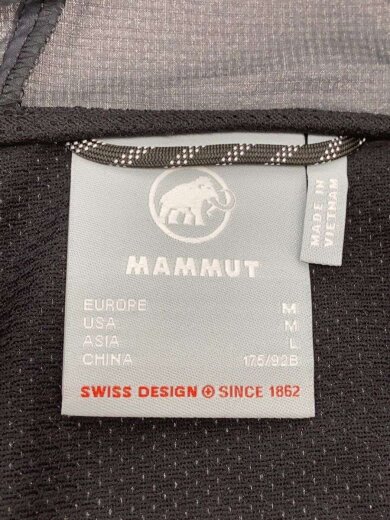 MADE IN
VIETNAM
MAMMUT
EUROPE M
USA M
ASIA L
CHINA 175/92B
SWISS DESIGN SINCE 1862